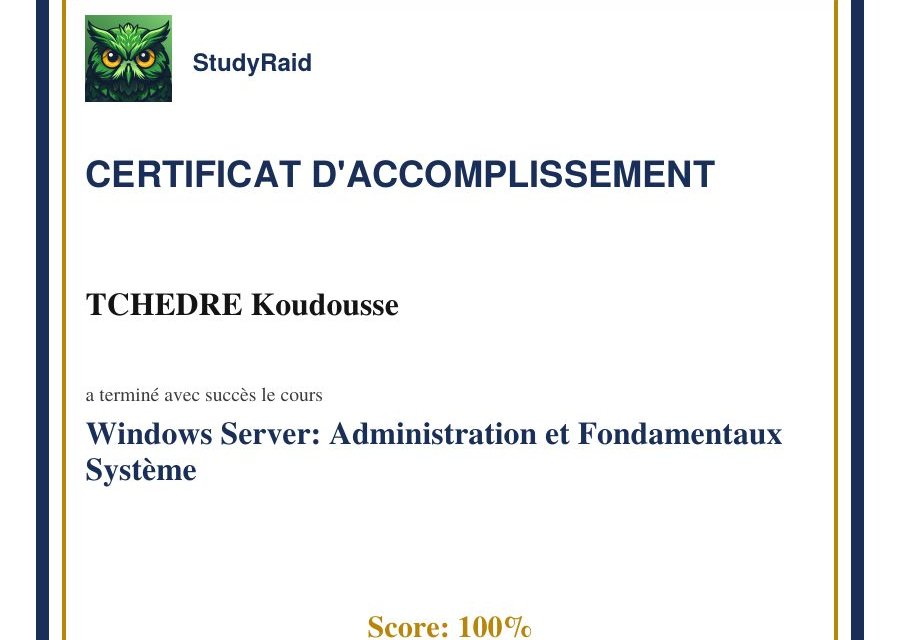 StudyRaid
CERTIFICAT D'ACCOMPLISSEMENT
TCHEDRE Koudousse
a terminé avec succès le cours
Windows Server: Administration et Fondamentaux
Système
Score: 100%